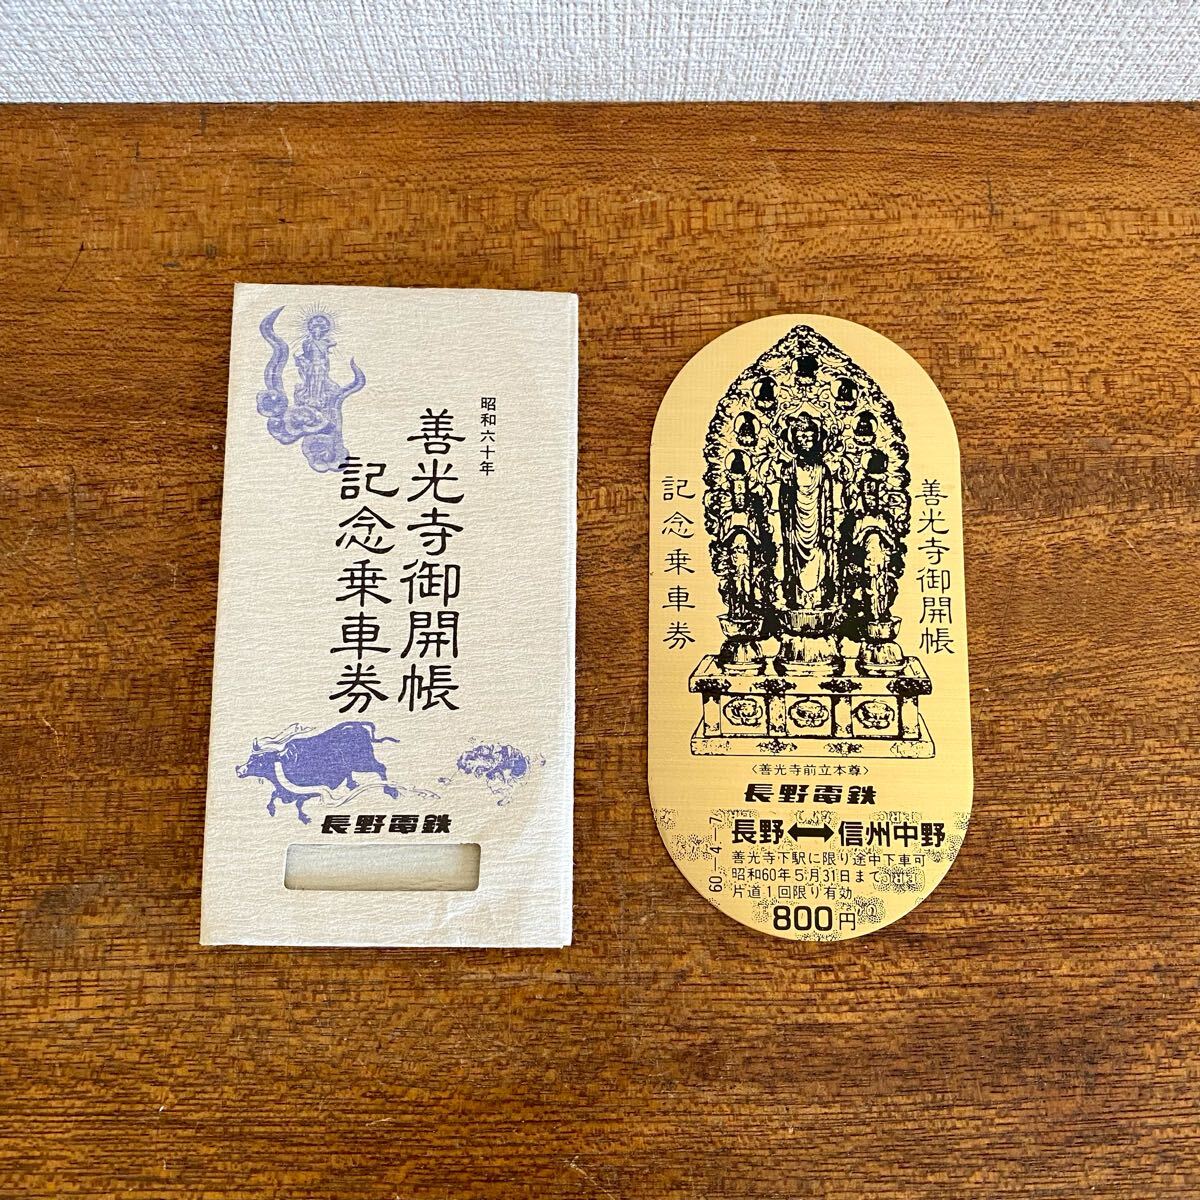 昭和六十年
善光寺御開帳
記念乗車券
長野電鉄
善光寺御開帳
記念乗車券
〈善光寺前立本尊〉
長野電鉄
長野⟷信州中野
善光寺下駅に限り途中下車可
昭和60年5月31日まで
片道1回限り有効
800円
60-4-7